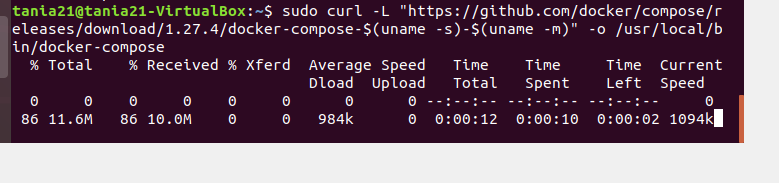 tania21@tania21-VirtualBox:~$ sudo curl -L "https://github.com/docker/compose/r
eleases/download/1.27.4/docker-compose-$(uname -s)-$(uname -m)" -o /usr/local/b
in/docker-compose
% Total % Received % Xferd Average Speed Time Time Time Current
Dload Upload Total Spent Left Speed
0 0 0 0 0 0 0 0 --:--:-- --:--:-- --:--:-- 0
86 11.6M 86 10.0M 0 0 984k 0 0:00:12 0:00:10 0:00:02 1094k